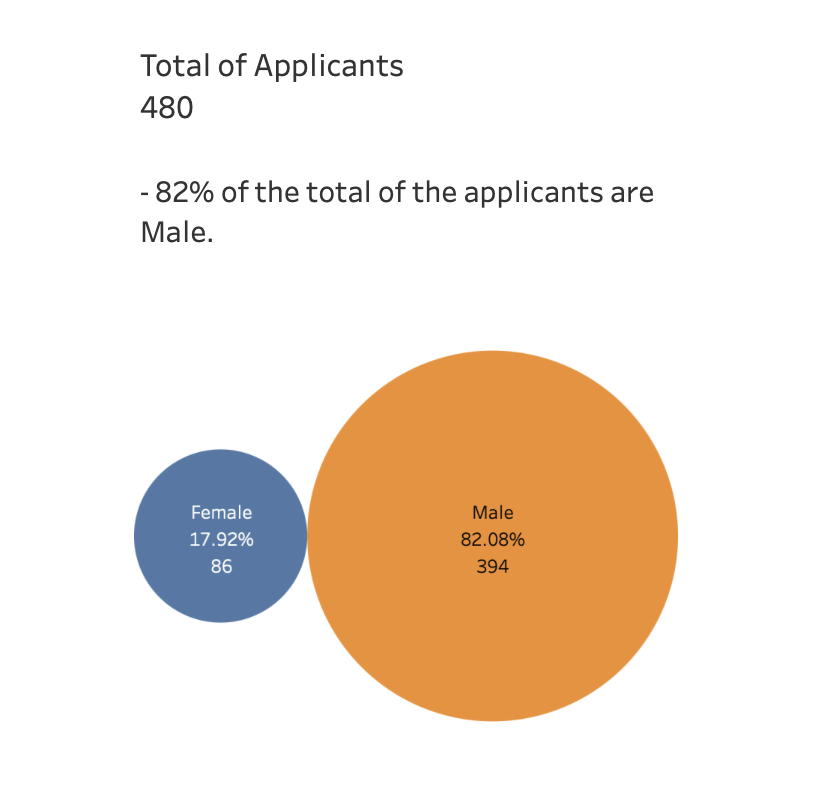 Total of Applicants
480
- 82% of the total of the applicants are
Male.
Female
17.92%
86
Male
82.08%
394